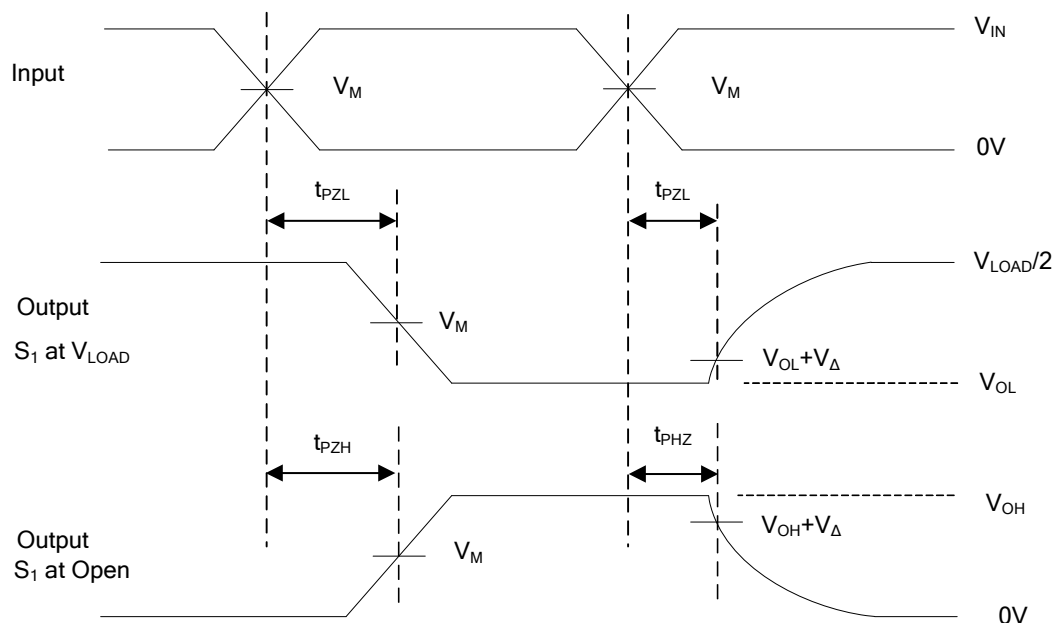 V_IN
Input
V_M
V_M
0V
t_PZL
t_PZL
V_LOAD/2
Output
V_M
S_1 at V_LOAD
V_OL+V_Δ
V_OL
t_PZH
t_PHZ
V_OH
V_OH+V_Δ
Output
V_M
S_1 at Open
0V